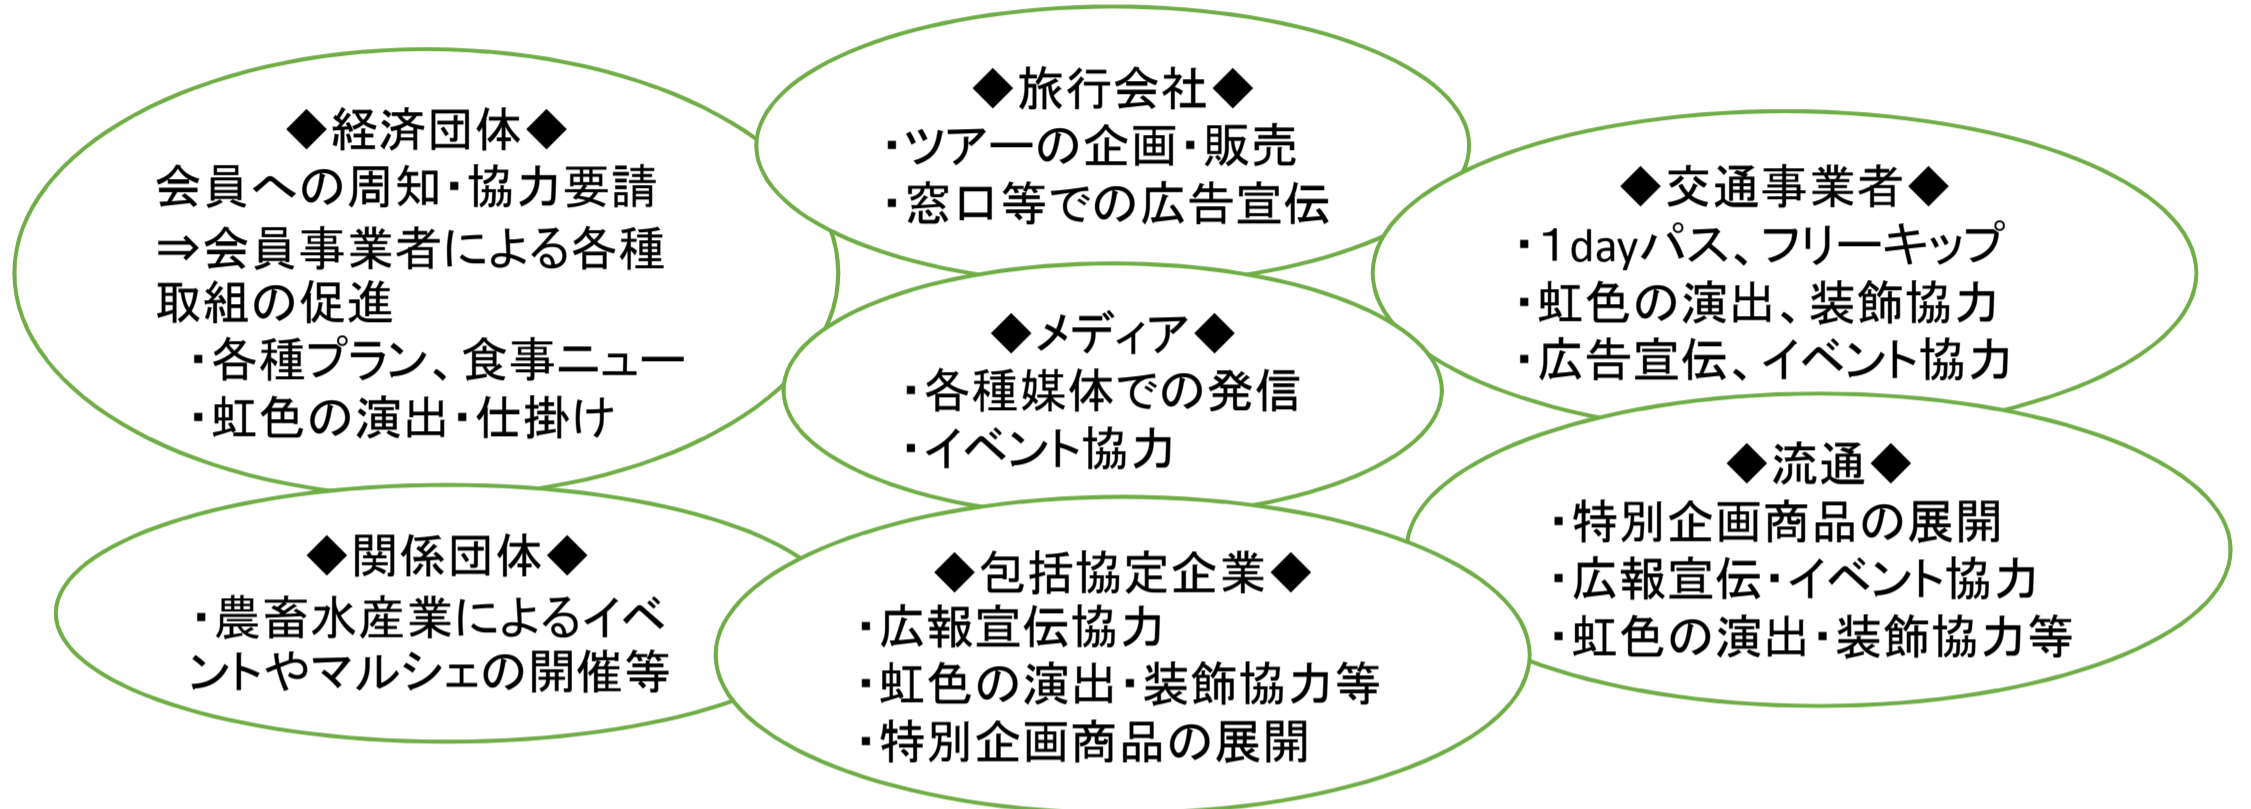 ◆経済団体◆
会員への周知・協力要請
⇒会員事業者による各種
取組の促進
・各種プラン、食事ニュー
・虹色の演出・仕掛け
◆旅行会社◆
・ツアーの企画・販売
・窓口等での広告宣伝
◆交通事業者◆
・１dayパス、フリーキップ
・虹色の演出、装飾協力
・広告宣伝、イベント協力
◆メディア◆
・各種媒体での発信
・イベント協力
◆流通◆
・特別企画商品の展開
・広報宣伝・イベント協力
・虹色の演出・装飾協力等
◆関係団体◆
・農畜水産業によるイベ
ントやマルシェの開催等
◆包括協定企業◆
・広報宣伝協力
・虹色の演出・装飾協力等
・特別企画商品の展開